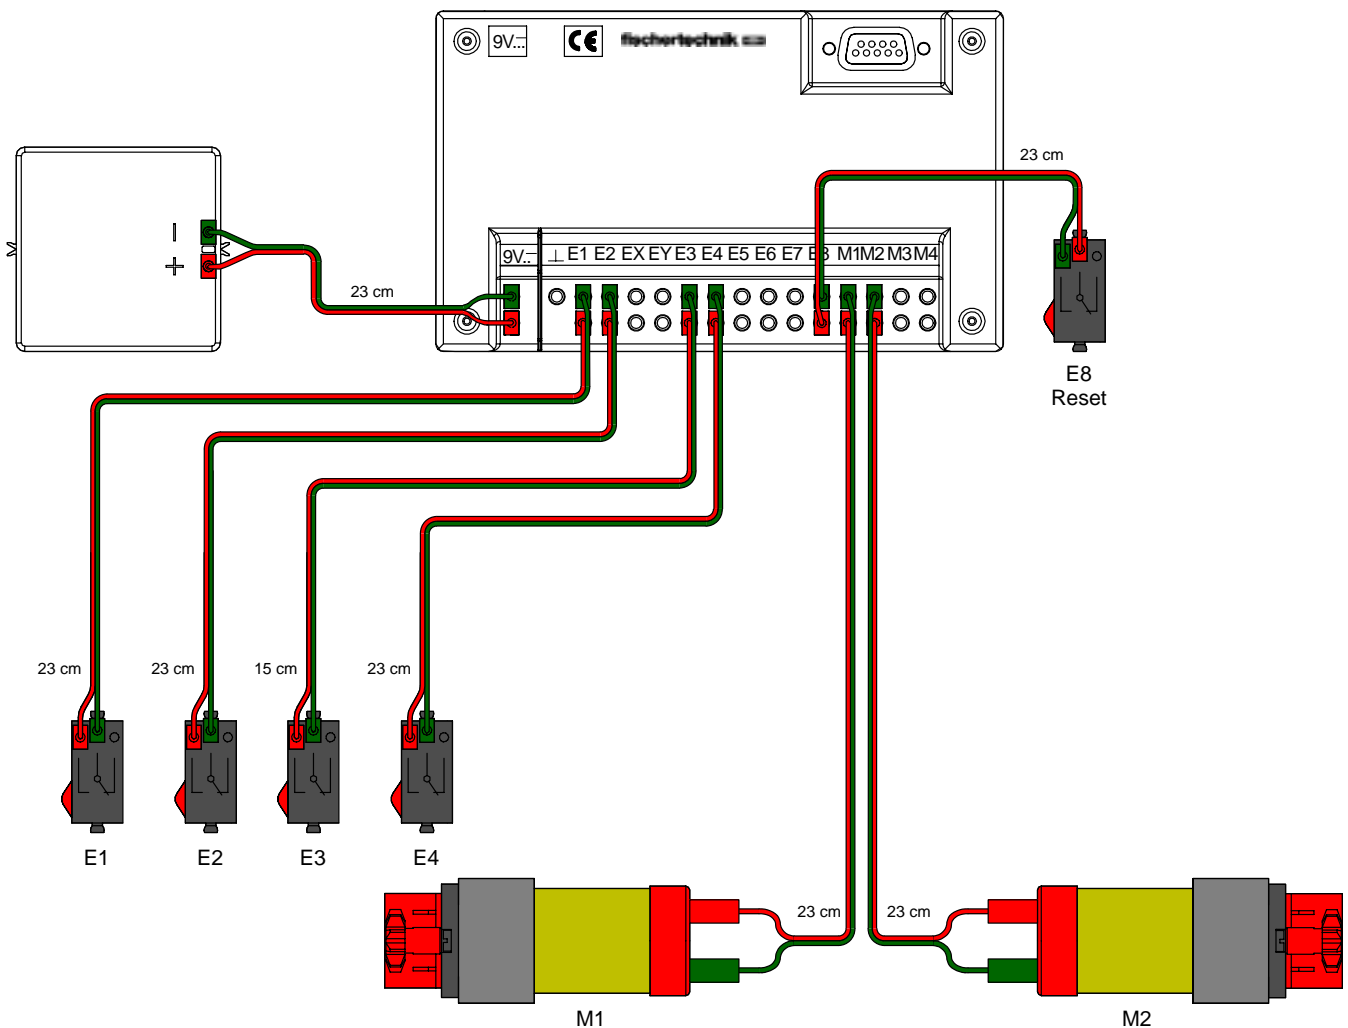 9V CE fischertechnik
23 cm
− 9V ⊥ E1 E2 EX EY E3 E4 E5 E6 E7 E8 M1 M2 M3 M4
+
23 cm
E8
Reset
23 cm 23 cm 15 cm 23 cm
E1 E2 E3 E4
23 cm 23 cm
M1 M2